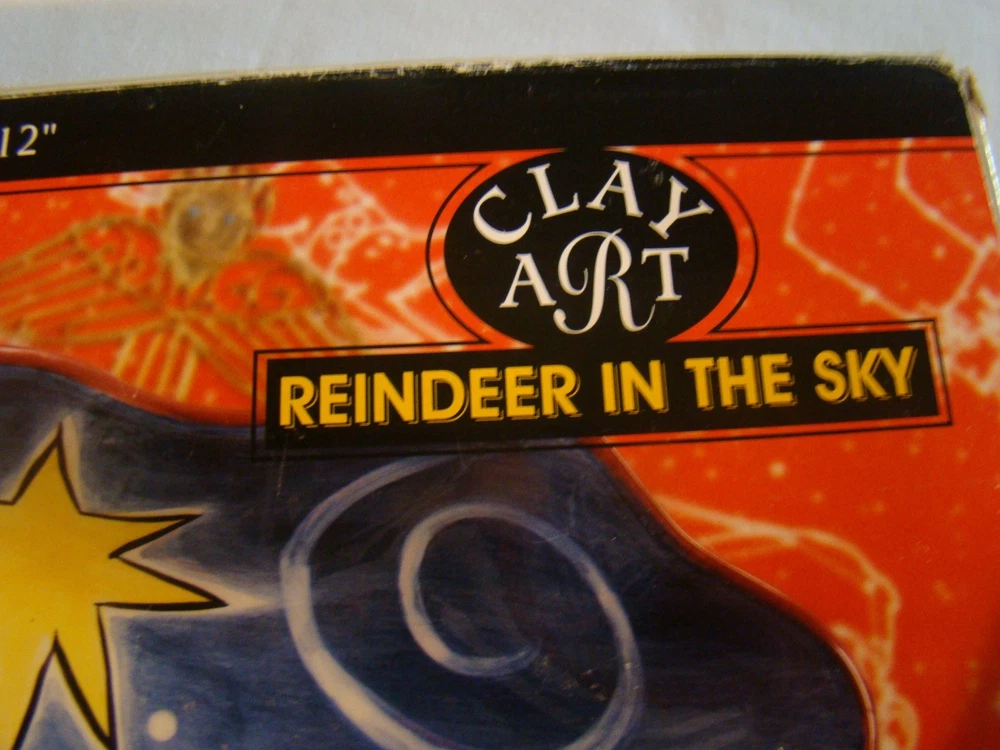 12"
CLAY
ART
REINDEER IN THE SKY